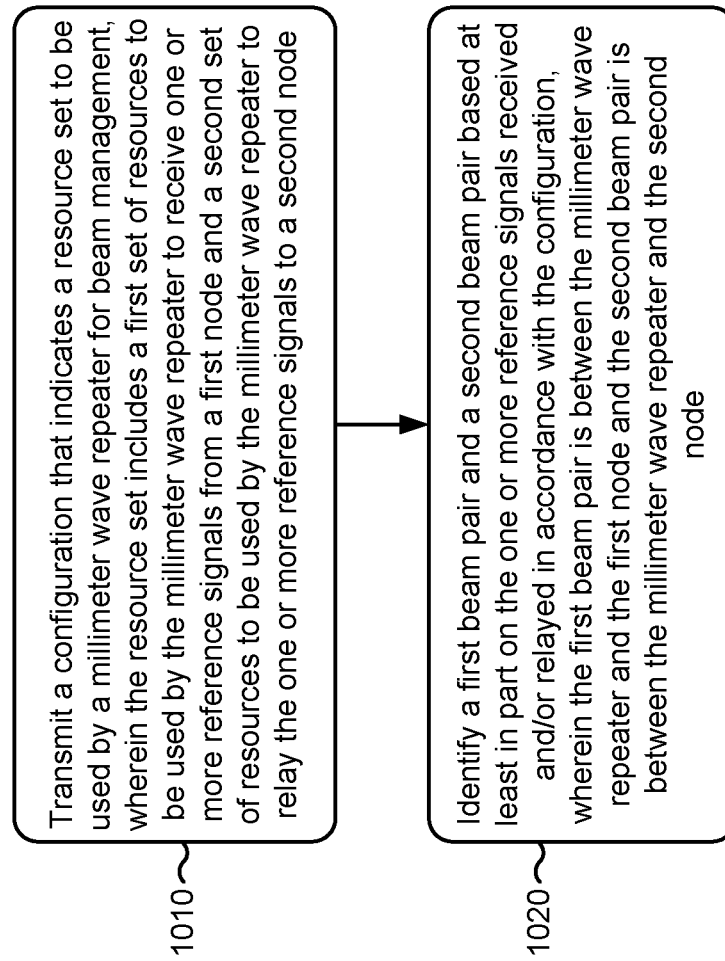 1010
Transmit a configuration that indicates a resource set to be
used by a millimeter wave repeater for beam management,
wherein the resource set includes a first set of resources to
be used by the millimeter wave repeater to receive one or
more reference signals from a first node and a second set
of resources to be used by the millimeter wave repeater to
relay the one or more reference signals to a second node
1020
Identify a first beam pair and a second beam pair based at
least in part on the one or more reference signals received
and/or relayed in accordance with the configuration,
wherein the first beam pair is between the millimeter wave
repeater and the first node and the second beam pair is
between the millimeter wave repeater and the second
node